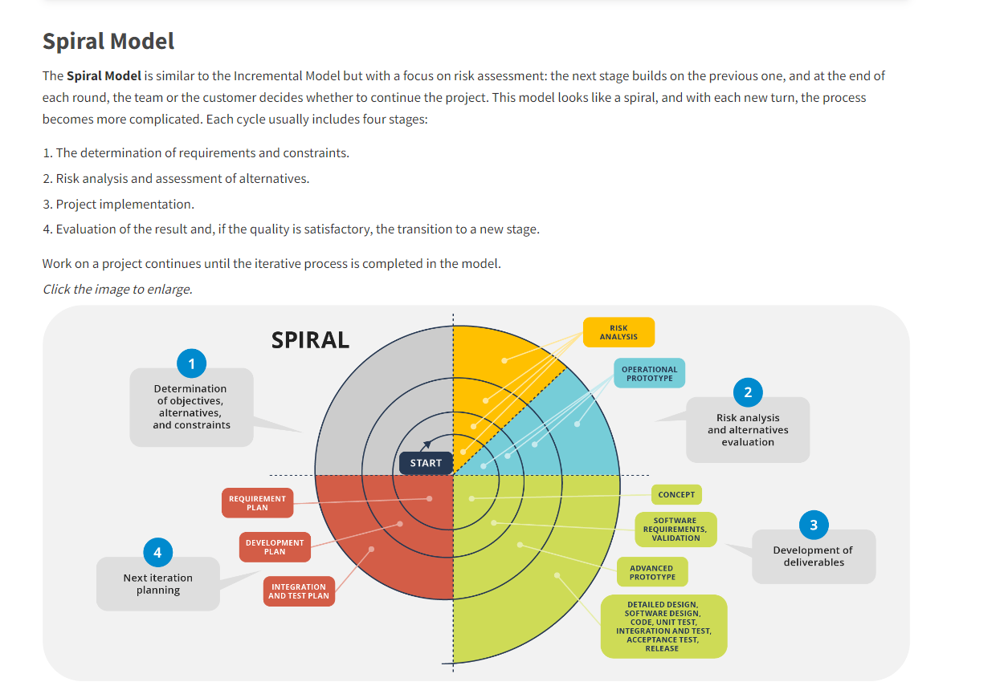 Spiral Model
The Spiral Model is similar to the Incremental Model but with a focus on risk assessment: the next stage builds on the previous one, and at the end of
each round, the team or the customer decides whether to continue the project. This model looks like a spiral, and with each new turn, the process
becomes more complicated. Each cycle usually includes four stages:
1. The determination of requirements and constraints.
2. Risk analysis and assessment of alternatives.
3. Project implementation.
4. Evaluation of the result and, if the quality is satisfactory, the transition to a new stage.
Work on a project continues until the iterative process is completed in the model.
Click the image to enlarge.
SPIRAL
1
Determination
of objectives,
alternatives,
and constraints
RISK
ANALYSIS
OPERATIONAL
PROTOTYPE
2
Risk analysis
and alternatives
evaluation
START
REQUIREMENT
PLAN
DEVELOPMENT
PLAN
INTEGRATION
AND TEST PLAN
4
Next iteration
planning
CONCEPT
SOFTWARE
REQUIREMENTS,
VALIDATION
ADVANCED
PROTOTYPE
DETAILED DESIGN,
SOFTWARE DESIGN,
CODE, UNIT TEST,
INTEGRATION AND TEST,
ACCEPTANCE TEST,
RELEASE
3
Development of
deliverables